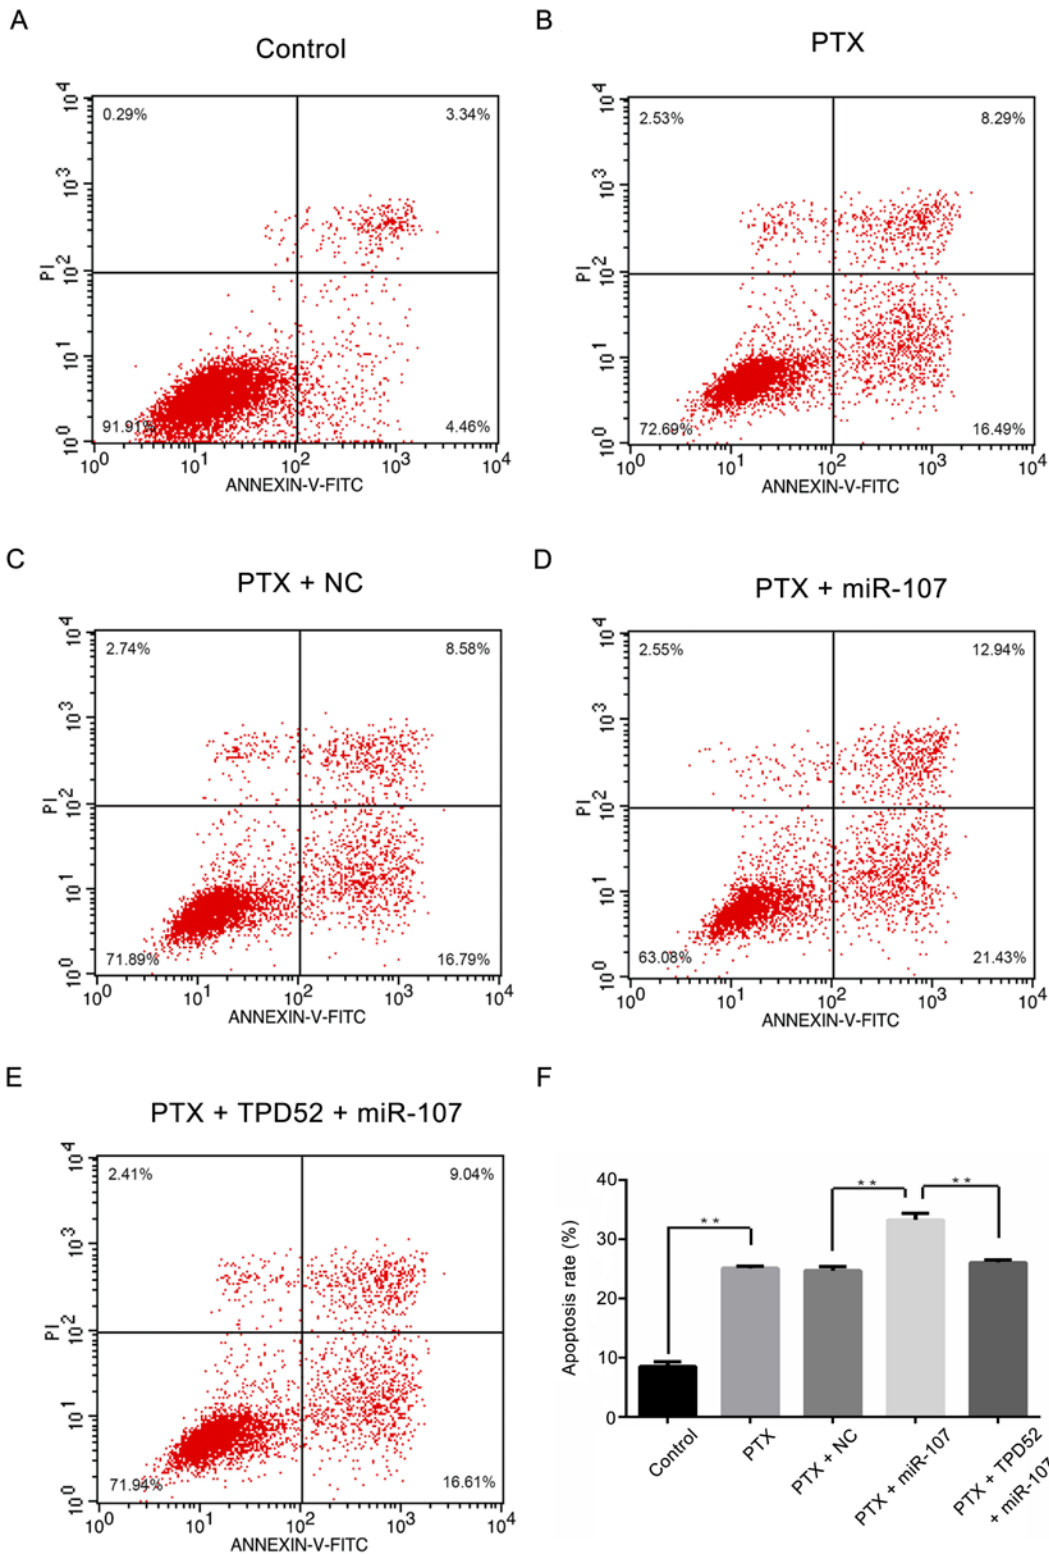 A
Control
10^4
0.29%
3.34%
10^3
PI
10^2
10^1
91.91%
4.46%
10^0
10^0 10^1 10^2 10^3 10^4
ANNEXIN-V-FITC
B
PTX
10^4
2.53%
8.29%
10^3
PI
10^2
10^1
72.69%
16.49%
10^0
10^0 10^1 10^2 10^3 10^4
ANNEXIN-V-FITC
C
PTX + NC
10^4
2.74%
8.58%
10^3
PI
10^2
10^1
71.89%
16.79%
10^0
10^0 10^1 10^2 10^3 10^4
ANNEXIN-V-FITC
D
PTX + miR-107
10^4
2.55%
12.94%
10^3
PI
10^2
10^1
63.08%
21.43%
10^0
10^0 10^1 10^2 10^3 10^4
ANNEXIN-V-FITC
E
PTX + TPD52 + miR-107
10^4
2.41%
9.04%
10^3
PI
10^2
10^1
71.94%
16.61%
10^0
10^0 10^1 10^2 10^3 10^4
ANNEXIN-V-FITC
F
Apoptosis rate (%)
40
30
20
10
0
**
**
**
Control
PTX
PTX + NC
PTX + miR-107
PTX + TPD52
+ miR-107